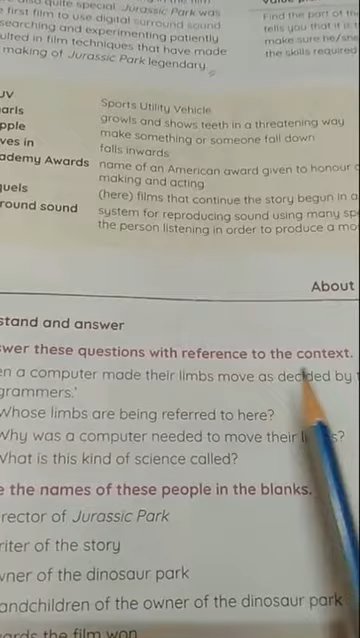 also quite special. Jurassic Park was
first film to use digital surround sound
searching and experimenting patiently
ulted in film techniques that have made
making of Jurassic Park legendary.
Find the part of th
tells you that it is
make sure he/she
the skills required
UV Sports Utility Vehicle
arls growls and shows teeth in a threatening way
pple make something or someone fall down
ves in falls inwards
ademy Awards name of an American award given to honour
making and acting
quels (here) films that continue the story begun in a
round sound system for reproducing sound using many sp
the person listening in order to produce a mo
About
stand and answer
swer these questions with reference to the context.
en a computer made their limbs move as decided by
grammers.'
Whose limbs are being referred to here?
Why was a computer needed to move their s?
What is this kind of science called?
e the names of these people in the blanks.
rector of Jurassic Park
riter of the story
wner of the dinosaur park
andchildren of the owner of the dinosaur park
ards the film won